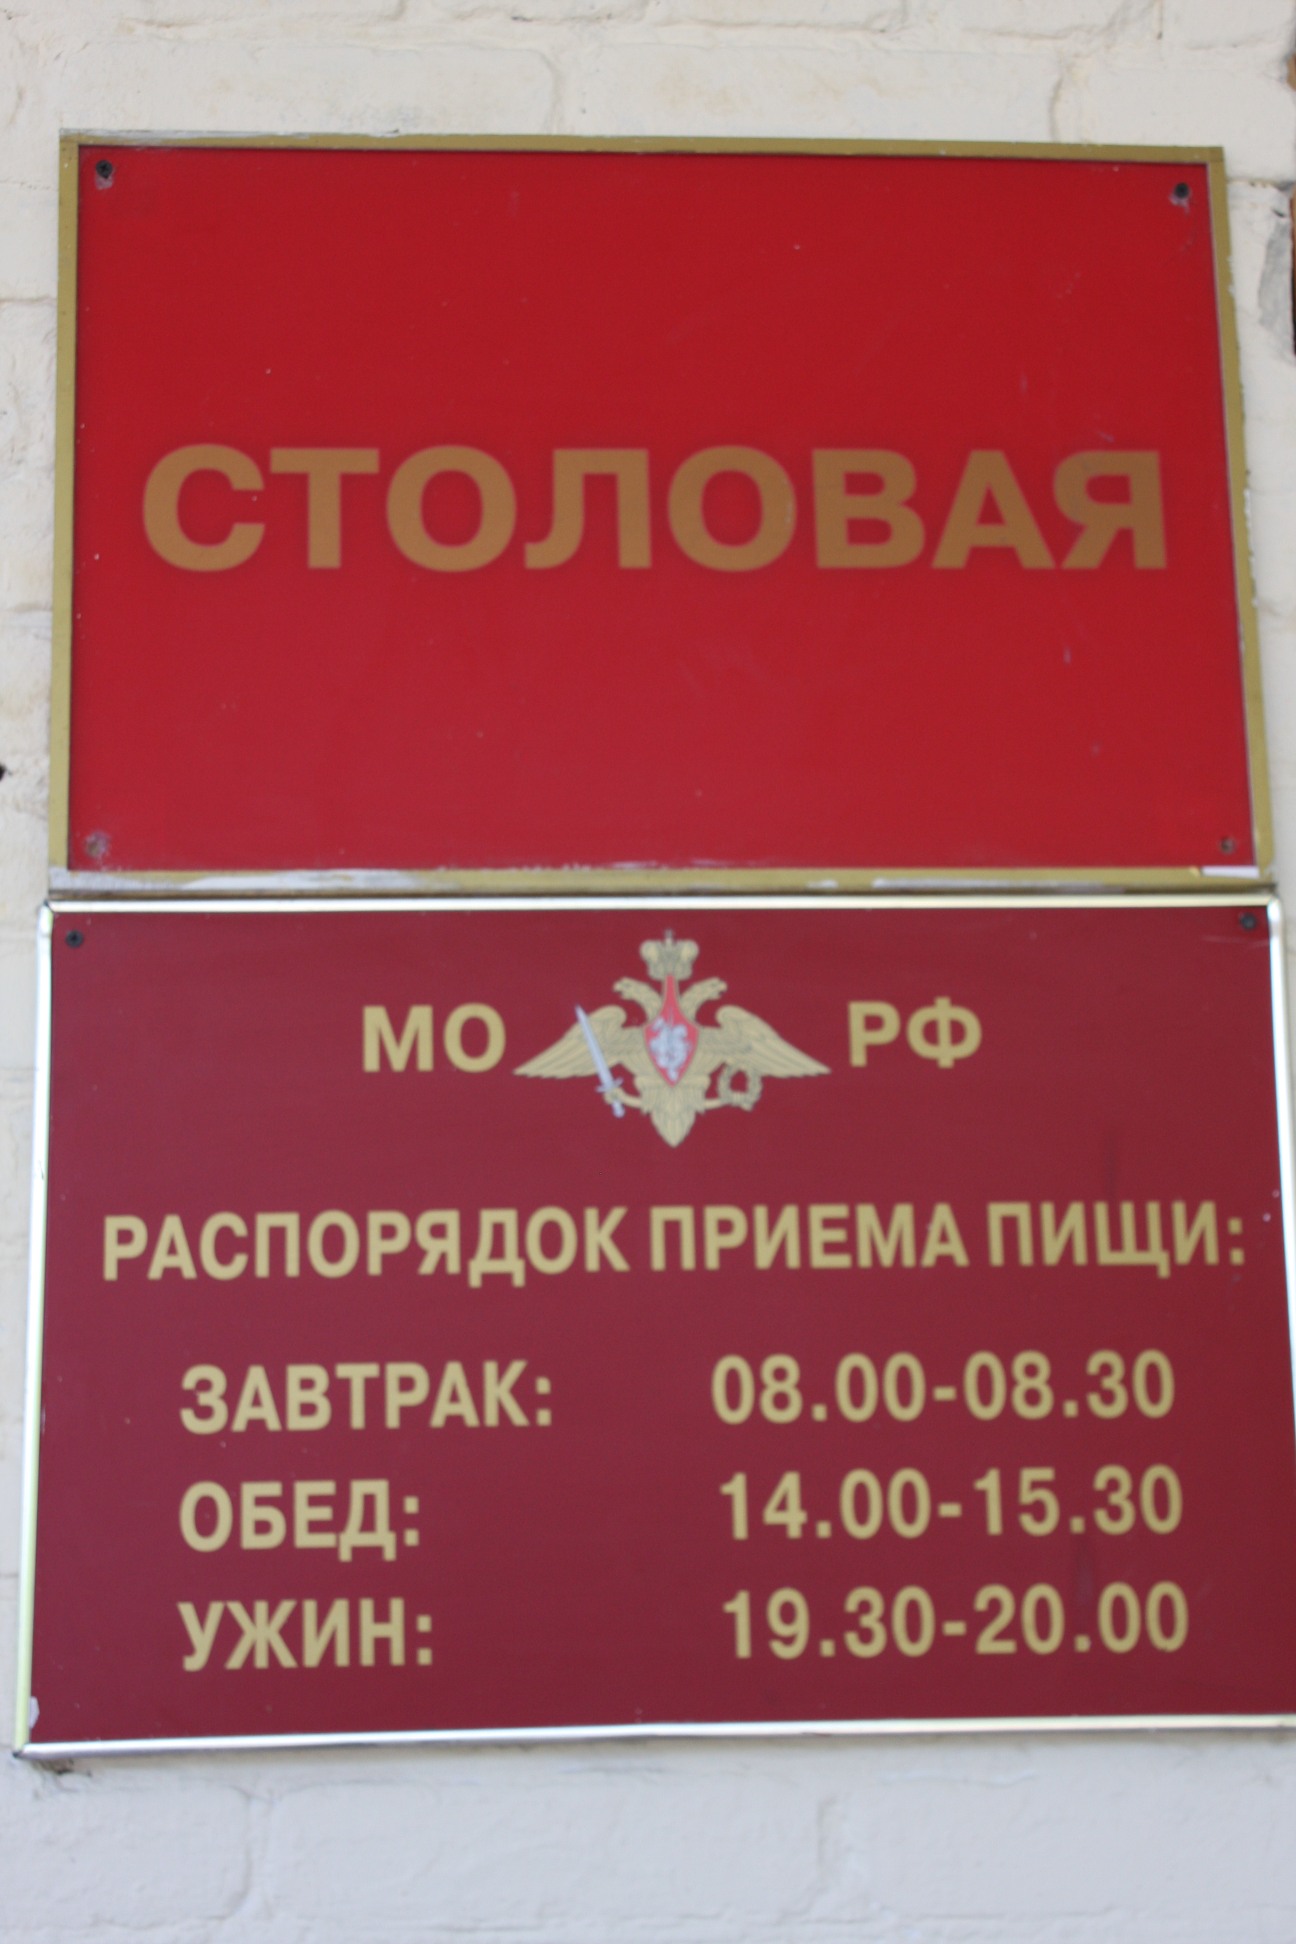 СТОЛОВАЯ
МО РФ
РАСПОРЯДОК ПРИЕМА ПИЩИ:
ЗАВТРАК: 08.00-08.30
ОБЕД: 14.00-15.30
УЖИН: 19.30-20.00